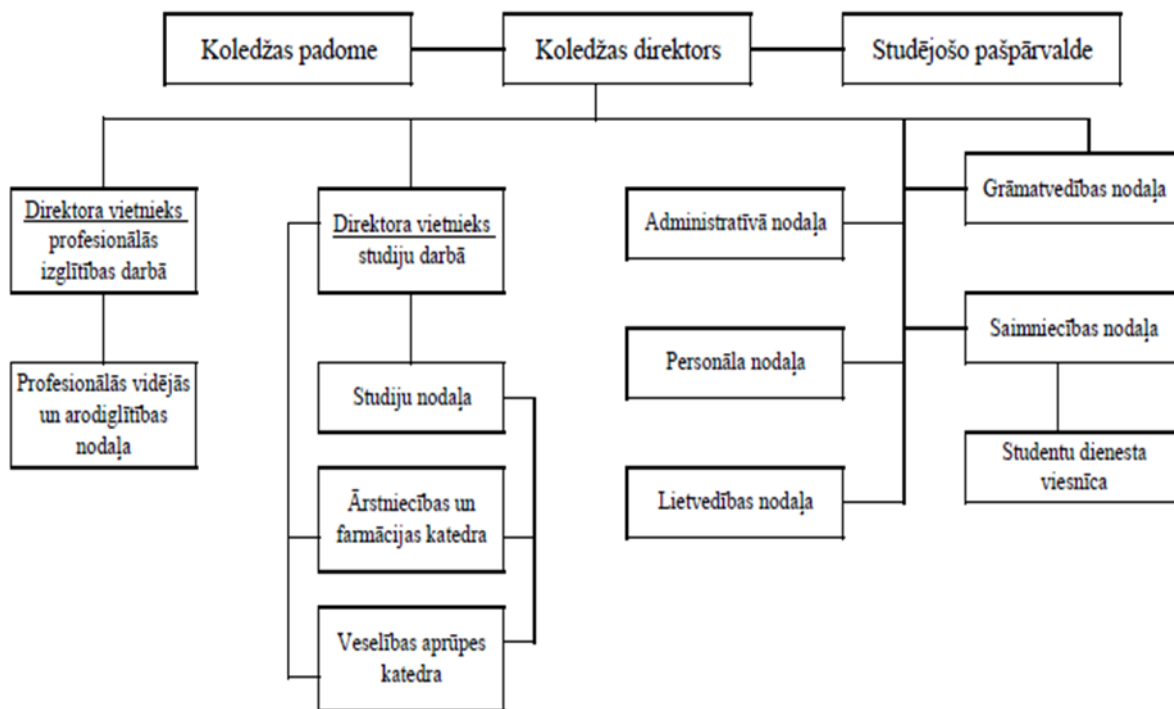 Koledžas padome
Koledžas direktors
Studējošo pašpārvalde
Direktora vietnieks
profesionālās
izglītības darbā
Direktora vietnieks
studiju darbā
Administratīvā nodaļa
Grāmatvedības nodaļa
Profesionālās vidējās
un arodiglītības
nodaļa
Studiju nodaļa
Personāla nodaļa
Saimniecības nodaļa
Ārstniecības un
farmācijas katedra
Lietvedības nodaļa
Studentu dienesta
viesnīca
Veselības aprūpes
katedra